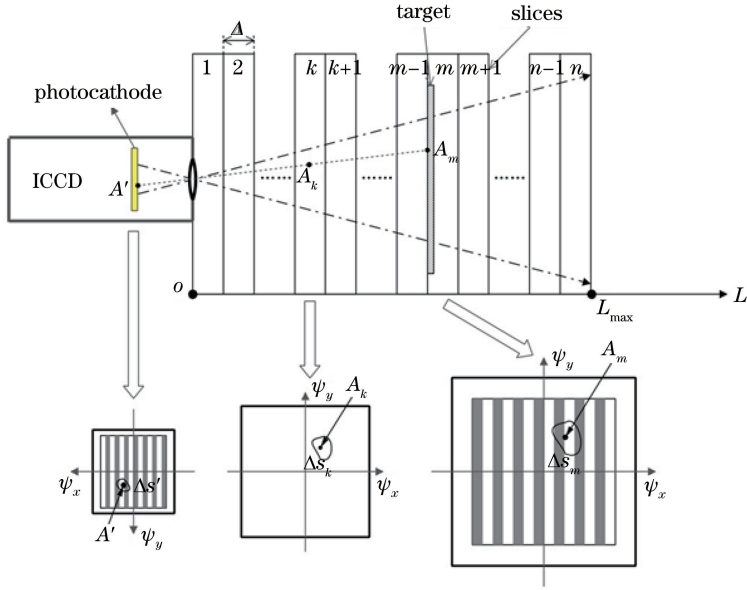 target
slices
Δ
1 2 k k+1 m−1 m m+1 n−1 n
photocathode
ICCD
A′
A_k
A_m
...... ...... ......
o
L
L_max
ψ_y
A_k
Δs_k
ψ_x
ψ_y
A_m
Δs_m
ψ_x
ψ_x
Δs′
A′
ψ_y